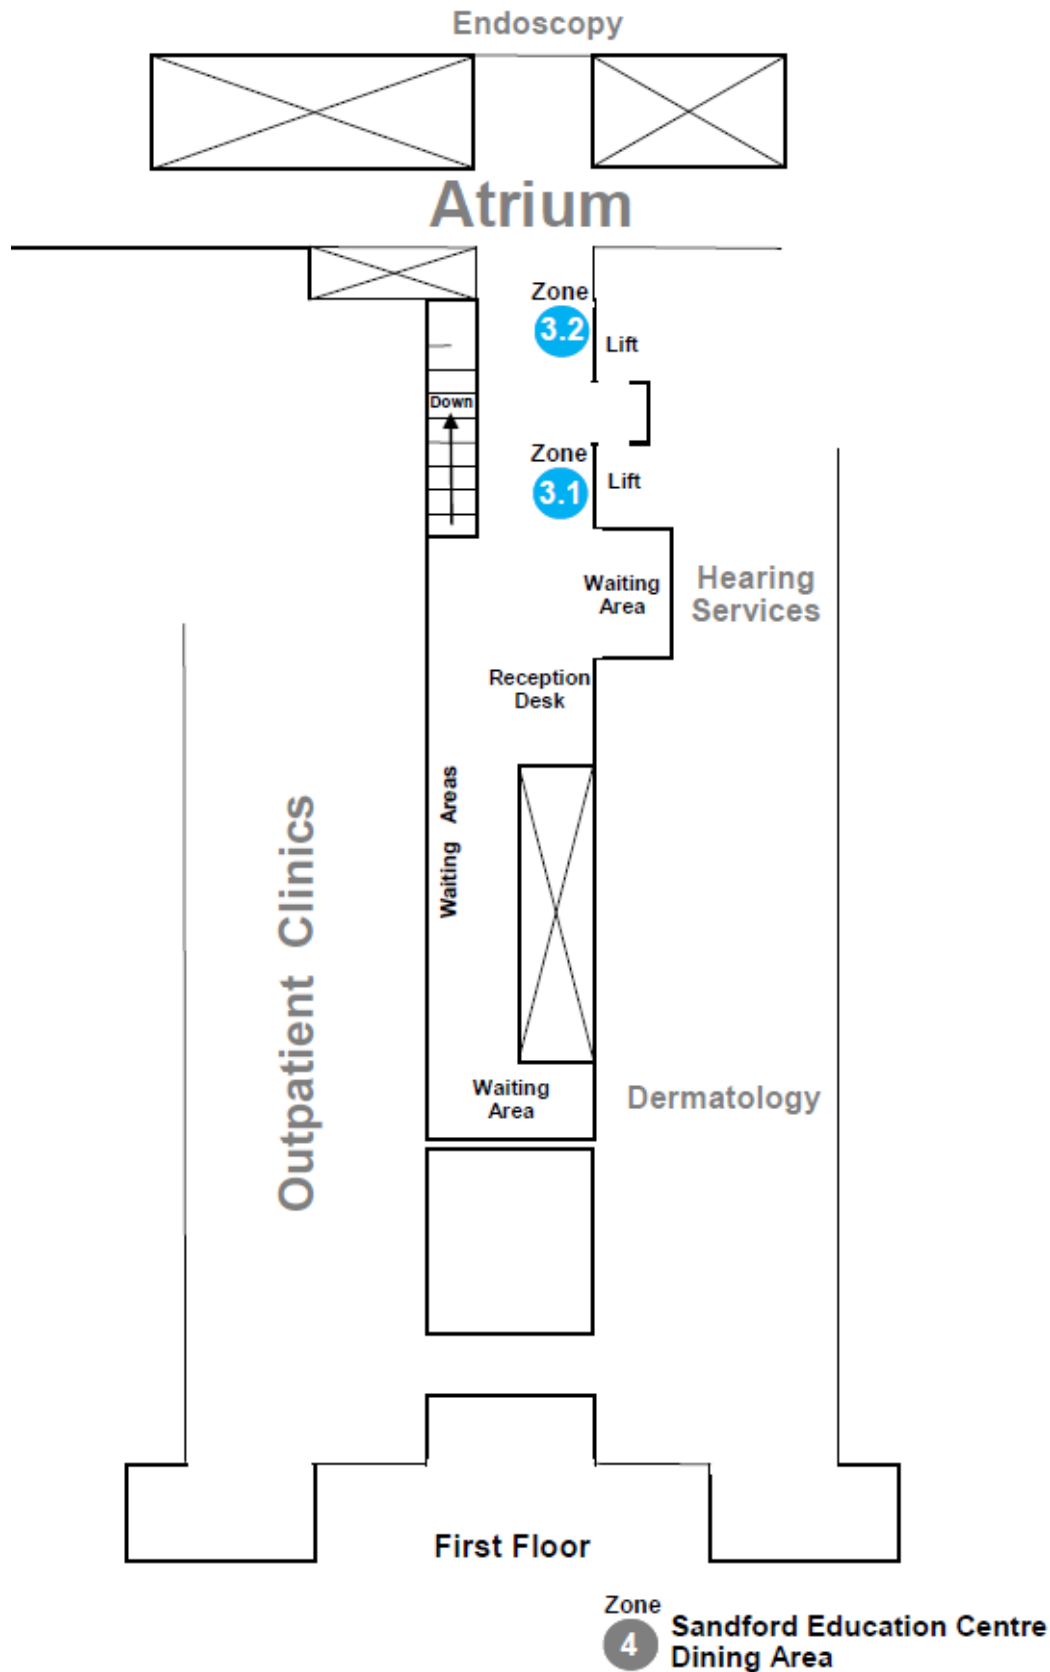 Endoscopy
Atrium
Zone
3.2
Lift
Down
Zone
3.1
Lift
Waiting
Area
Hearing
Services
Reception
Desk
Waiting Areas
Outpatient Clinics
Waiting
Area
Dermatology
First Floor
Zone
4
Sandford Education Centre
Dining Area